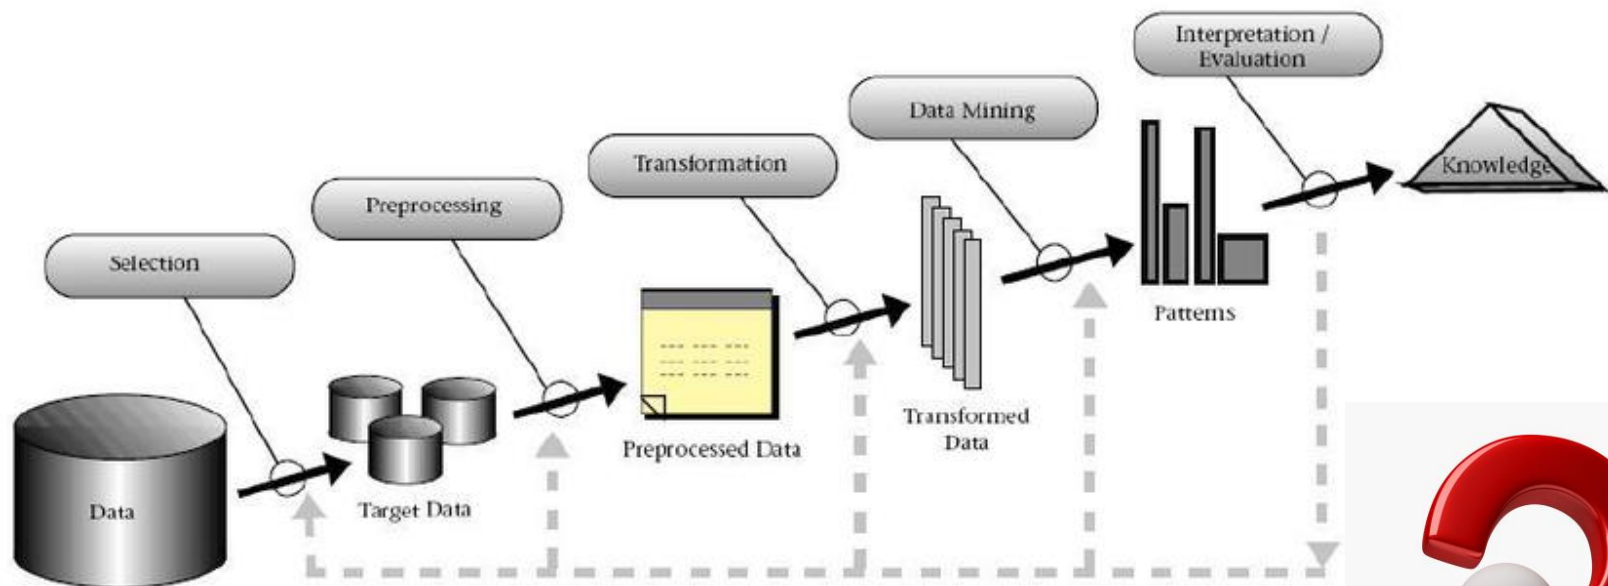 Interpretation /
Evaluation
Data Mining
Transformation
Preprocessing
Selection
Knowledge
Patterns
Transformed
Data
Preprocessed Data
Target Data
Data